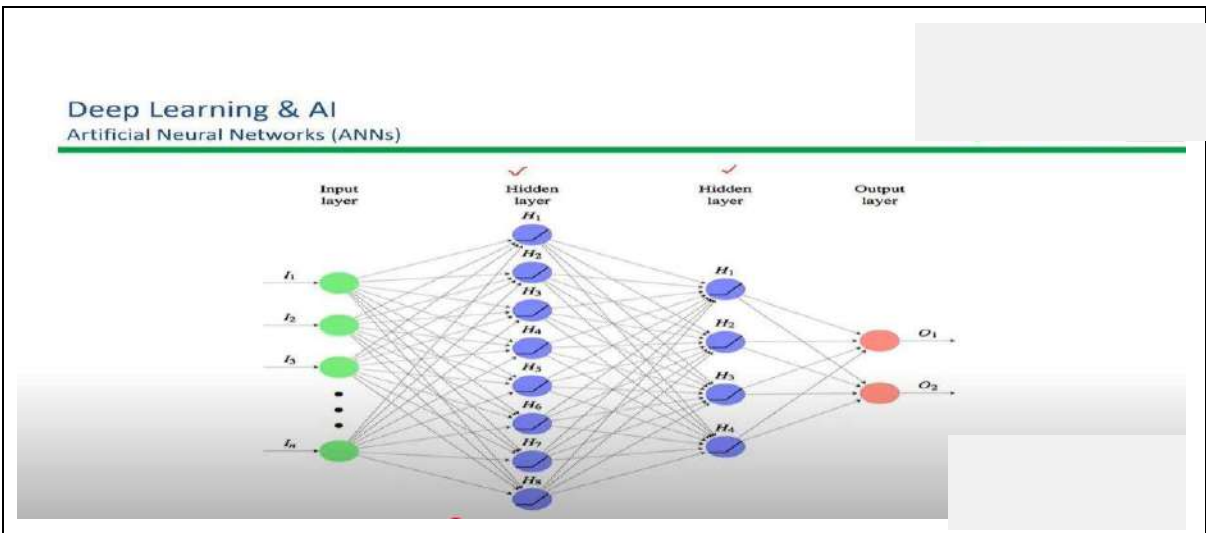 Deep Learning & AI
Artificial Neural Networks (ANNs)
Input layer
Hidden layer
Hidden layer
Output layer
H1
H2
H3
H4
H5
H6
H7
H8
I1
I2
I3
In
H1
H2
H3
H4
O1
O2